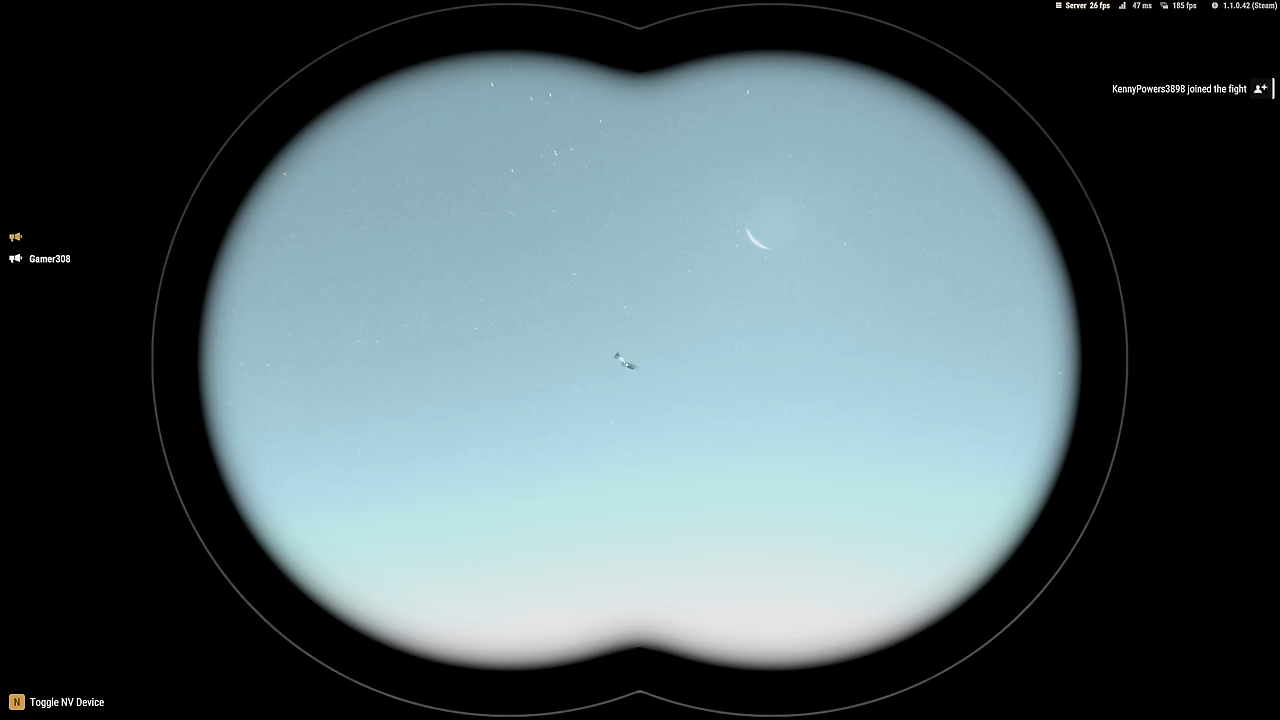 Server 26 fps 47 ms 185 fps 1.1.0.42 (Steam)
KennyPowers3898 joined the fight
Gamer308
N Toggle NV Device